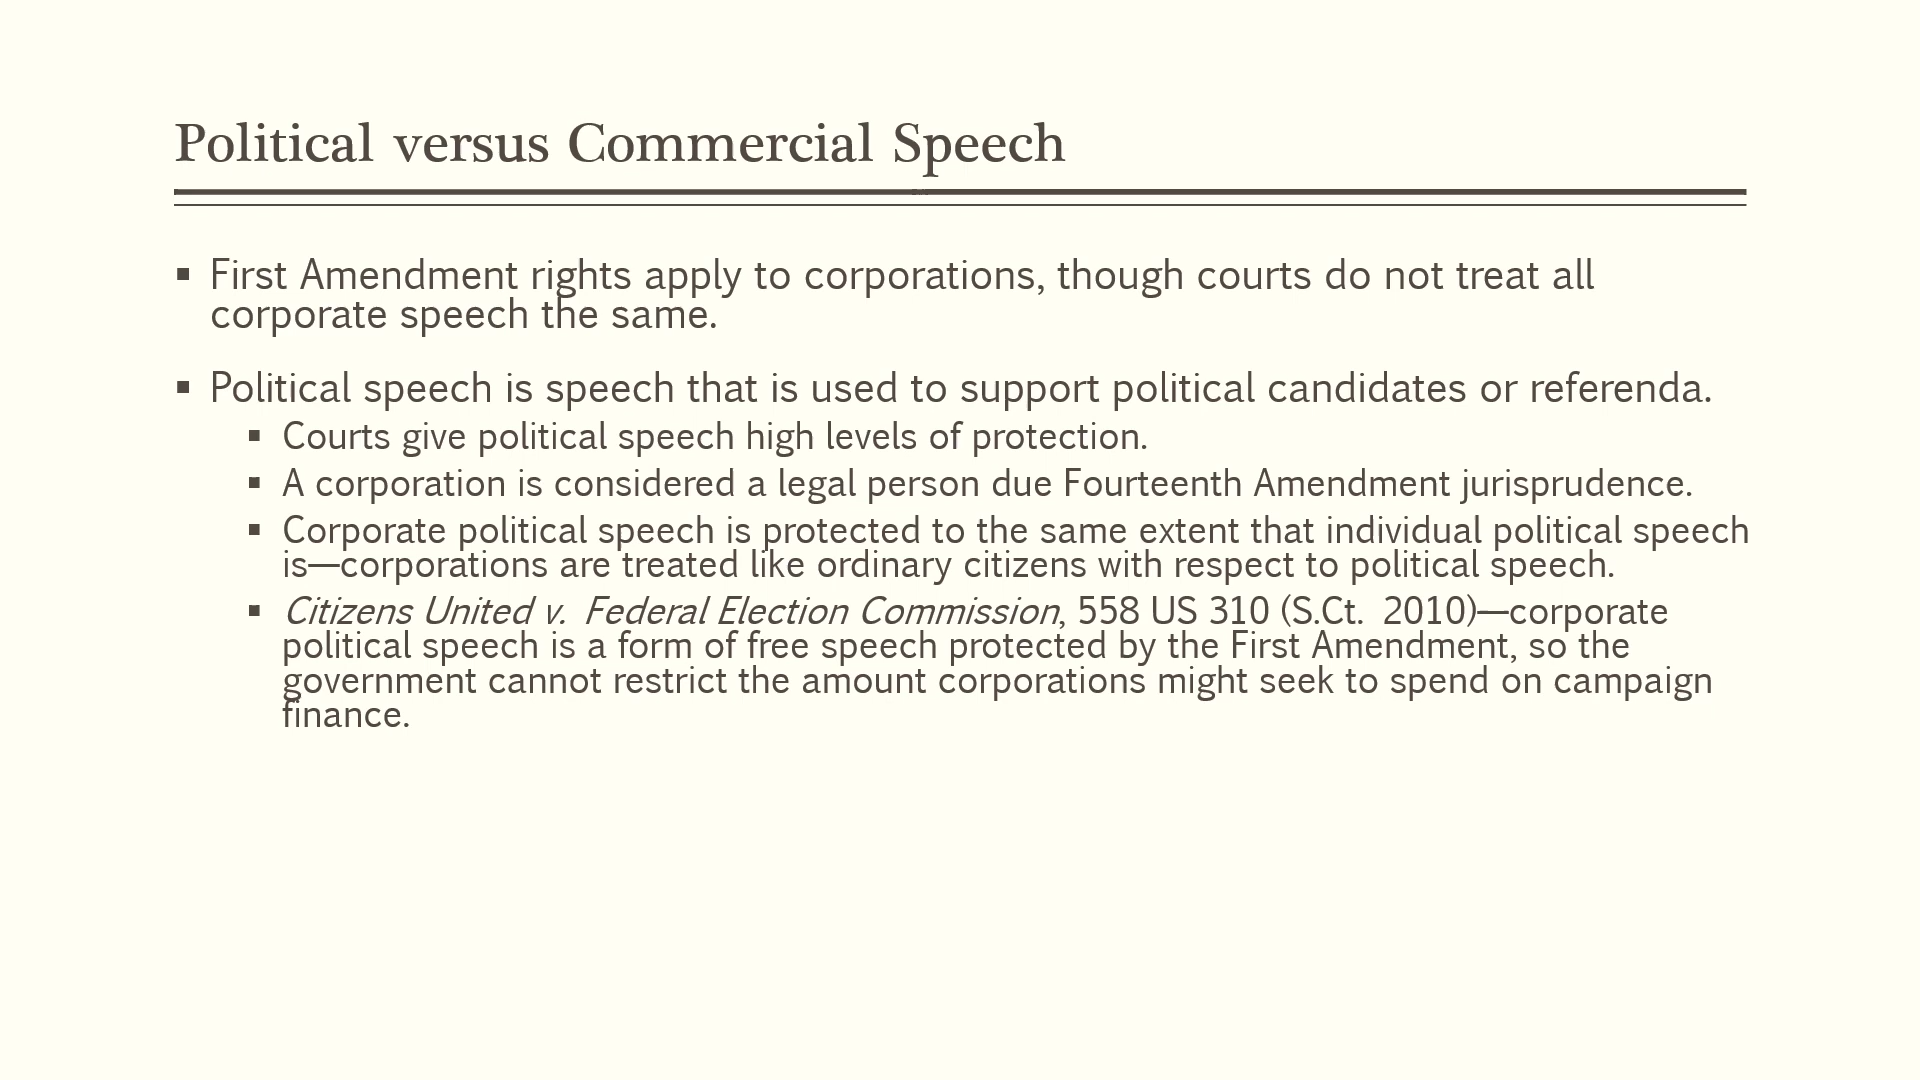 Political versus Commercial Speech
▪ First Amendment rights apply to corporations, though courts do not treat all
corporate speech the same.
▪ Political speech is speech that is used to support political candidates or referenda.
▪ Courts give political speech high levels of protection.
▪ A corporation is considered a legal person due Fourteenth Amendment jurisprudence.
▪ Corporate political speech is protected to the same extent that individual political speech
is—corporations are treated like ordinary citizens with respect to political speech.
▪ Citizens United v. Federal Election Commission, 558 US 310 (S.Ct. 2010)—corporate
political speech is a form of free speech protected by the First Amendment, so the
government cannot restrict the amount corporations might seek to spend on campaign
finance.